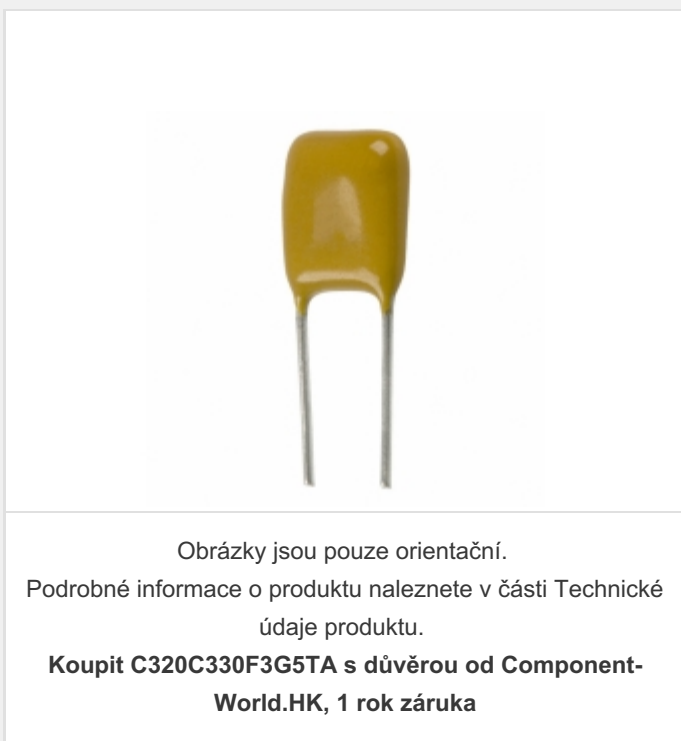 Obrázky jsou pouze orientační.
Podrobné informace o produktu naleznete v části Technické
údaje produktu.
Koupit C320C330F3G5TA s důvěrou od Component-
World.HK, 1 rok záruka